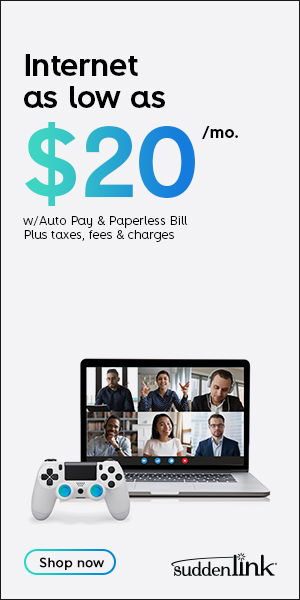 Internet
as low as
$20 /mo.
w/Auto Pay & Paperless Bill
Plus taxes, fees & charges
Shop now
suddenlink